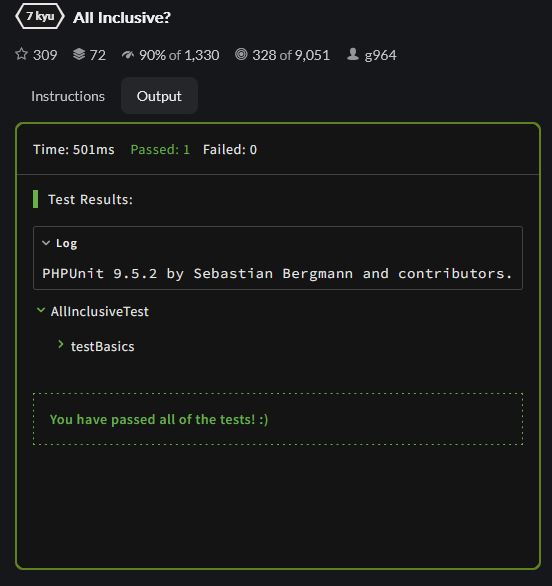 7 kyu All Inclusive?
309 72 90% of 1,330 328 of 9,051 g964
Instructions Output
Time: 501ms Passed: 1 Failed: 0
Test Results:
Log
PHPUnit 9.5.2 by Sebastian Bergmann and contributors.
AllInclusiveTest
testBasics
You have passed all of the tests! :)